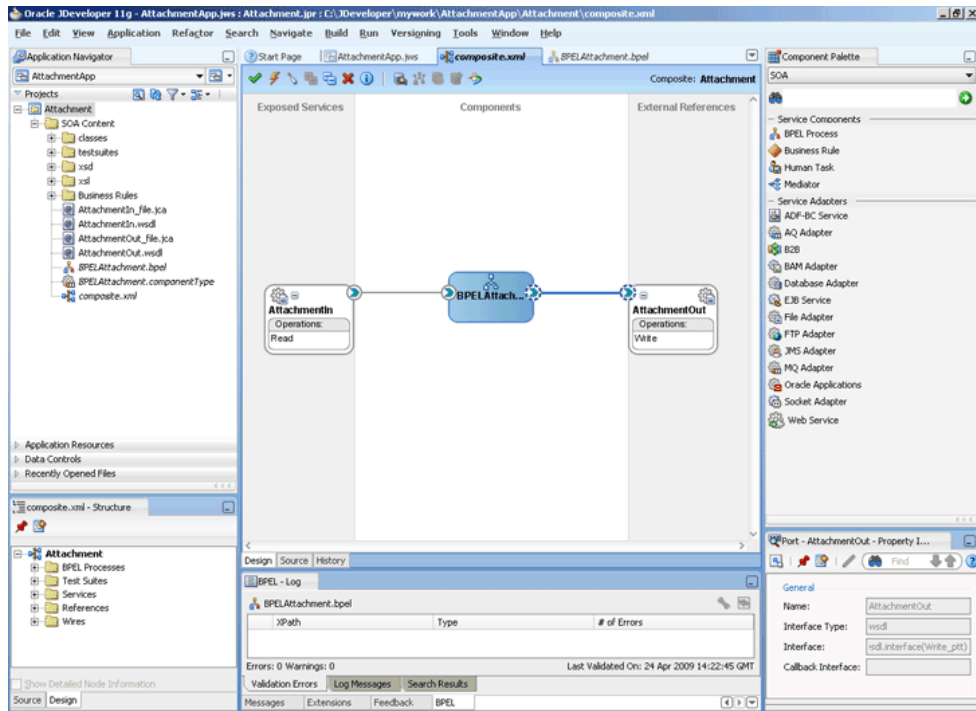 Oracle JDeveloper 11g - AttachmentApp.jws : Attachment.jpr : C:\JDeveloper\mywork\AttachmentApp\Attachment\composite.xml
File Edit View Application Refactor Search Navigate Build Run Versioning Tools Window Help
Application Navigator
AttachmentApp
Projects
Attachment
SOA Content
classes
testsuites
xsd
xsl
Business Rules
AttachmentIn_file.jca
AttachmentIn.wsdl
AttachmentOut_file.jca
AttachmentOut.wsdl
BPELAttachment.bpel
BPELAttachment.componentType
composite.xml
Application Resources
Data Controls
Recently Opened Files
composite.xml - Structure
Attachment
BPEL Processes
Test Suites
Services
References
Wires
Show Detailed Node Information
Source Design
Start Page AttachmentApp.jws composite.xml BPELAttachment.bpel
Composite: Attachment
Exposed Services Components External References
AttachmentIn
Operations:
Read
BPELAttach...
AttachmentOut
Operations:
Write
Design Source History
BPEL - Log
BPELAttachment.bpel
XPath Type # of Errors
Errors: 0 Warnings: 0 Last Validated On: 24 Apr 2009 14:22:45 GMT
Validation Errors Log Messages Search Results
Messages Extensions Feedback BPEL
Component Palette
SOA
Service Components
BPEL Process
Business Rule
Human Task
Mediator
Service Adapters
ADF-BC Service
AQ Adapter
B2B
BAM Adapter
Database Adapter
EJB Service
File Adapter
FTP Adapter
JMS Adapter
MQ Adapter
Oracle Applications
Socket Adapter
Web Service
Port - AttachmentOut - Property I...
Find
General
Name: AttachmentOut
Interface Type: wsdl
Interface: sdl.interface(Write_ptt)
Callback Interface: